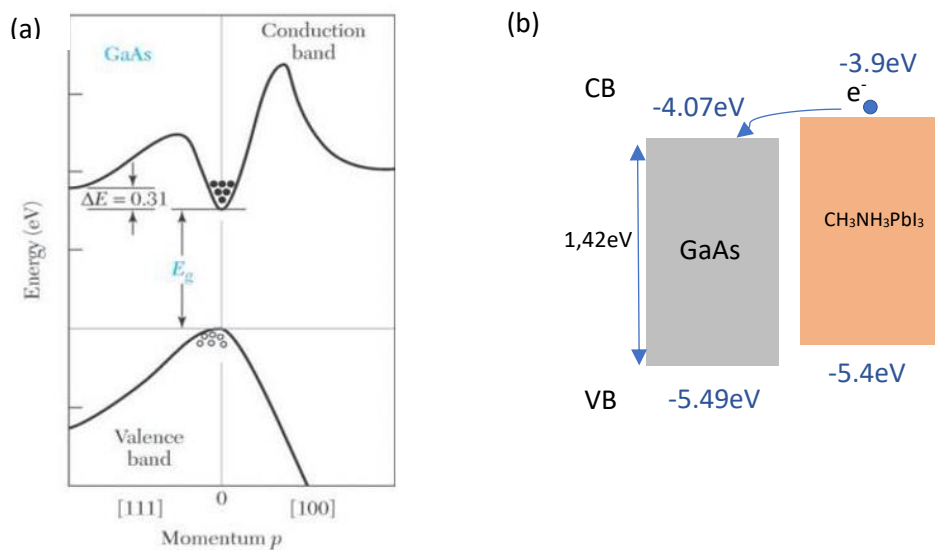 (a)
GaAs
Conduction
band
ΔE = 0.31
E_g
Energy (eV)
Valence
band
[111]
0
[100]
Momentum p
(b)
CB
-4.07eV
-3.9eV
e⁻
1,42eV
GaAs
CH₃NH₃PbI₃
VB
-5.49eV
-5.4eV